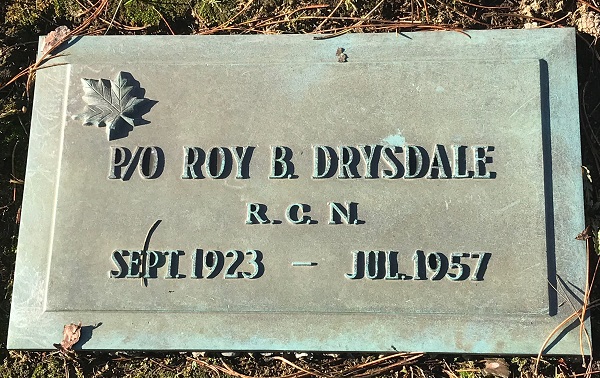 P/O ROY B. DRYSDALE
R.C.N.
SEPT. 1923 - JUL. 1957